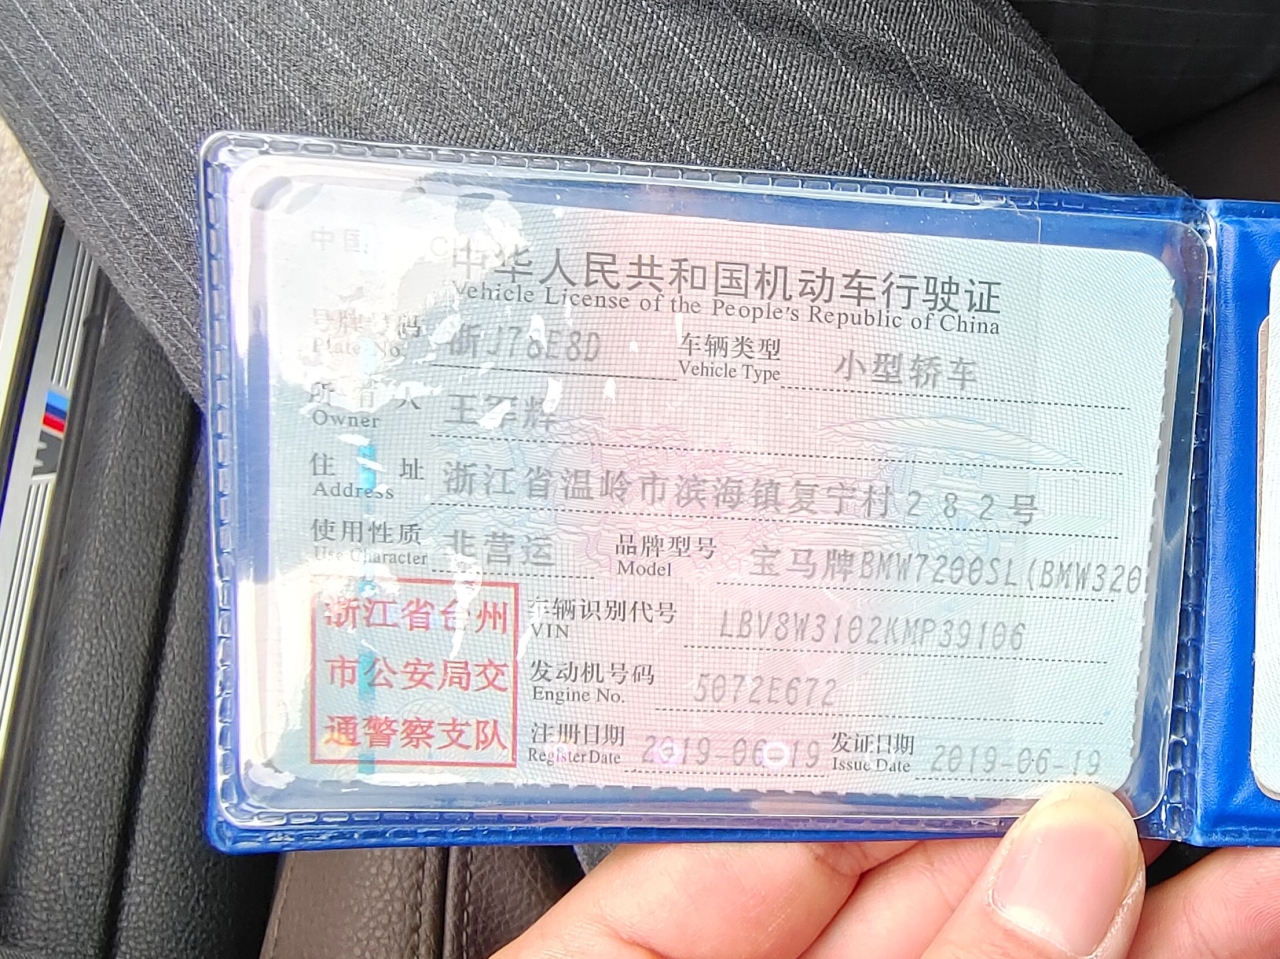 中华人民共和国机动车行驶证
Vehicle License of the People's Republic of China
号牌号码 浙J78E8D 车辆类型 小型轿车
Plate No. Vehicle Type
所有人 王军辉
Owner
住址 浙江省温岭市滨海镇复宁村282号
Address
使用性质 非营运 品牌型号 宝马牌BMW7200SL(BMW320
Use Character Model
浙江省台州
市公安局交
通警察支队
车辆识别代号 LBV8W3102KMP39106
VIN
发动机号码 5072E672
Engine No.
注册日期 2019-06-19 发证日期 2019-06-19
Register Date Issue Date